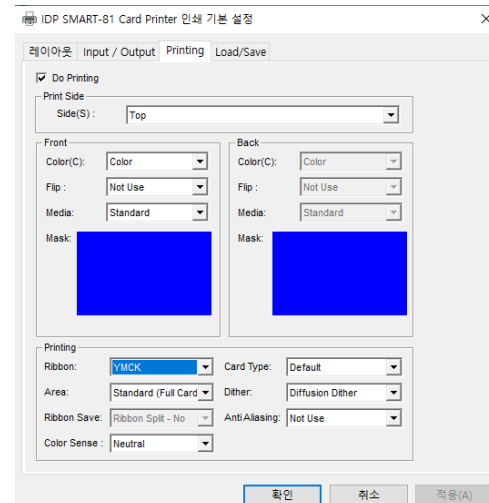 IDP SMART-81 Card Printer 인쇄 기본 설정
레이아웃 Input / Output Printing Load/Save
Do Printing
Print Side
Side(S) : Top
Front Back
Color(C): Color Color(C): Color
Flip : Not Use Flip : Not Use
Media: Standard Media: Standard
Mask: Mask:
Printing
Ribbon: YMCK Card Type: Default
Area: Standard (Full Card Dither: Diffusion Dither
Ribbon Save: Ribbon Split - No Anti Aliasing: Not Use
Color Sense : Neutral
확인 취소 적용(A)